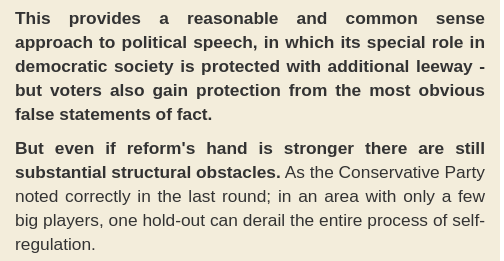 This provides a reasonable and common sense
approach to political speech, in which its special role in
democratic society is protected with additional leeway -
but voters also gain protection from the most obvious
false statements of fact.
But even if reform's hand is stronger there are still
substantial structural obstacles. As the Conservative Party
noted correctly in the last round; in an area with only a few
big players, one hold-out can derail the entire process of self-
regulation.